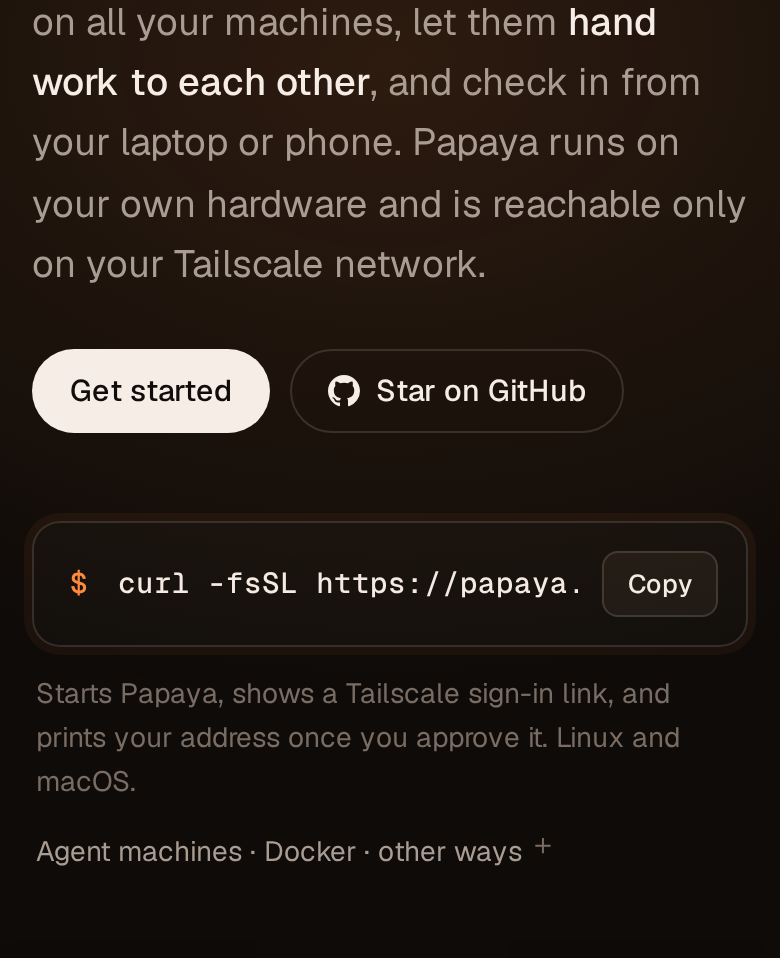 on all your machines, let them hand
work to each other, and check in from
your laptop or phone. Papaya runs on
your own hardware and is reachable only
on your Tailscale network.
Get started
Star on GitHub
$ curl -fsSL https://papaya.
Copy
Starts Papaya, shows a Tailscale sign-in link, and
prints your address once you approve it. Linux and
macOS.
Agent machines · Docker · other ways +